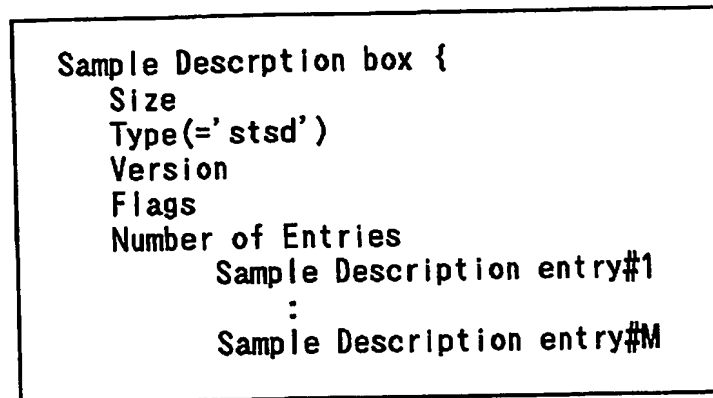 Sample Descrption box {
Size
Type(='stsd')
Version
Flags
Number of Entries
Sample Description entry#1
:
Sample Description entry#M